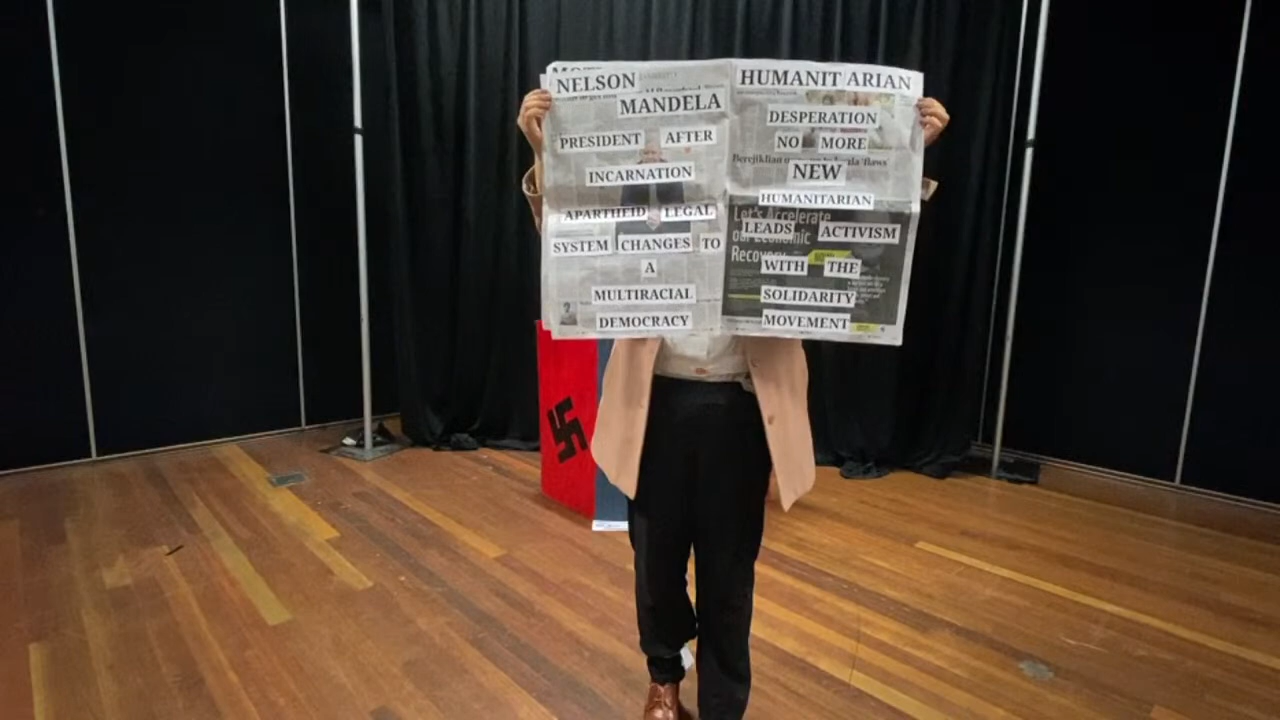 NELSON
MANDELA
PRESIDENT AFTER
INCARNATION
APARTHEID LEGAL
SYSTEM CHANGES TO
A
MULTIRACIAL
DEMOCRACY
HUMANIT ARIAN
DESPERATION
NO MORE
Berejiklian
NEW
HUMANITARIAN
Let's Accelerate
LEADS ACTIVISM
Recovery
WITH THE
SOLIDARITY
MOVEMENT